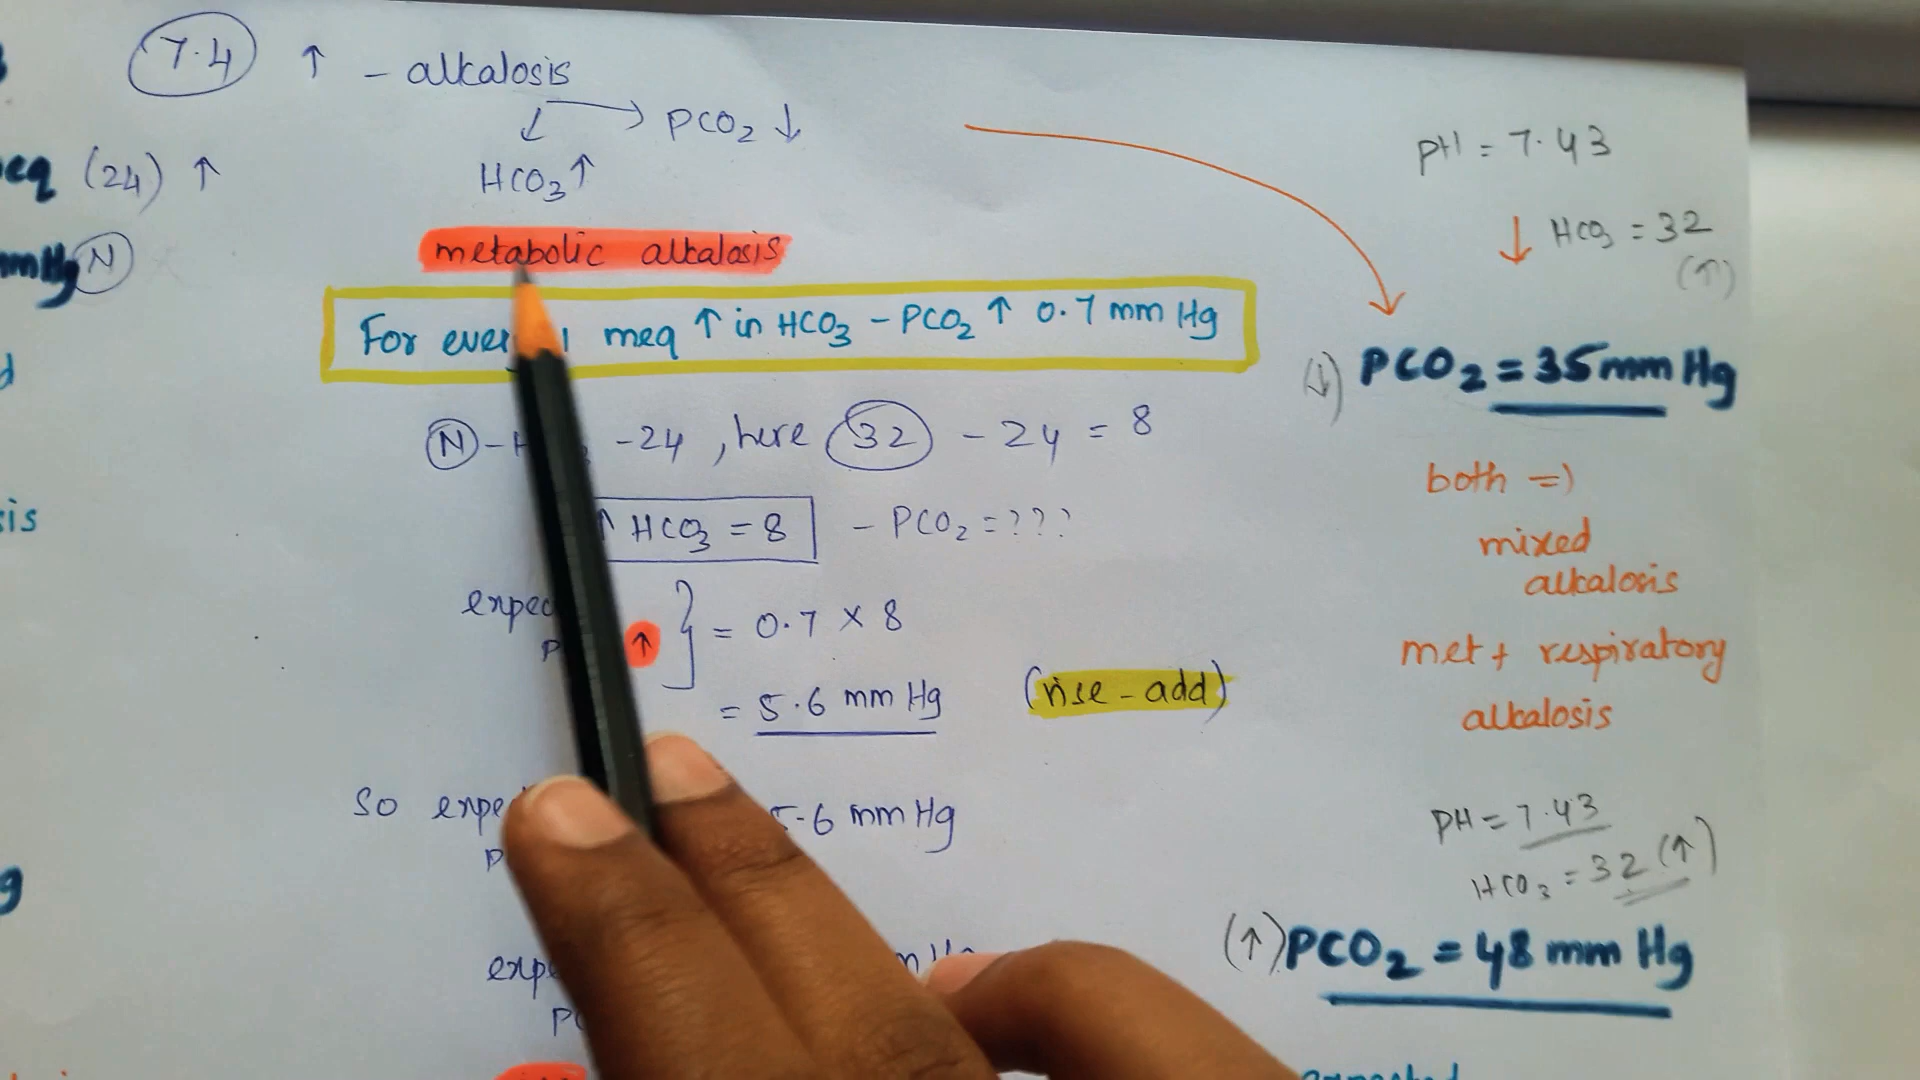 7.4 ↑ - alkalosis
PCO2 ↓
HCO3 ↑
eq (24) ↑
mmHg N
metabolic alkalosis
For every 1 meq ↑ in HCO3 - PCO2 ↑ 0.7 mm Hg
N - -24, here 32 - 24 = 8
↑ HCO3 = 8 - PCO2 = ???
↑ } = 0.7 × 8
= 5.6 mm Hg (rise - add)
So
.6 mm Hg
pH = 7.43
↓ HCO3 = 32
(↑)
(↓) PCO2 = 35 mm Hg
both =)
mixed
alkalosis
met + respiratory
alkalosis
PH = 7.43
HCO3 = 32 (↑)
(↑) PCO2 = 48 mm Hg